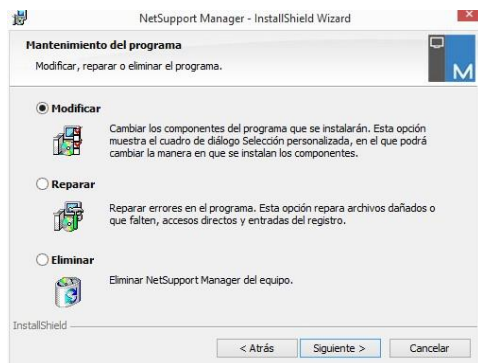 NetSupport Manager - InstallShield Wizard
Mantenimiento del programa
Modificar, reparar o eliminar el programa.
M
Modificar
Cambiar los componentes del programa que se instalarán. Esta opción
muestra el cuadro de diálogo Selección personalizada, en el que podrá
cambiar la manera en que se instalan los componentes.
Reparar
Reparar errores en el programa. Esta opción repara archivos dañados o
que falten, accesos directos y entradas del registro.
Eliminar
Eliminar NetSupport Manager del equipo.
InstallShield
< Atrás Siguiente > Cancelar